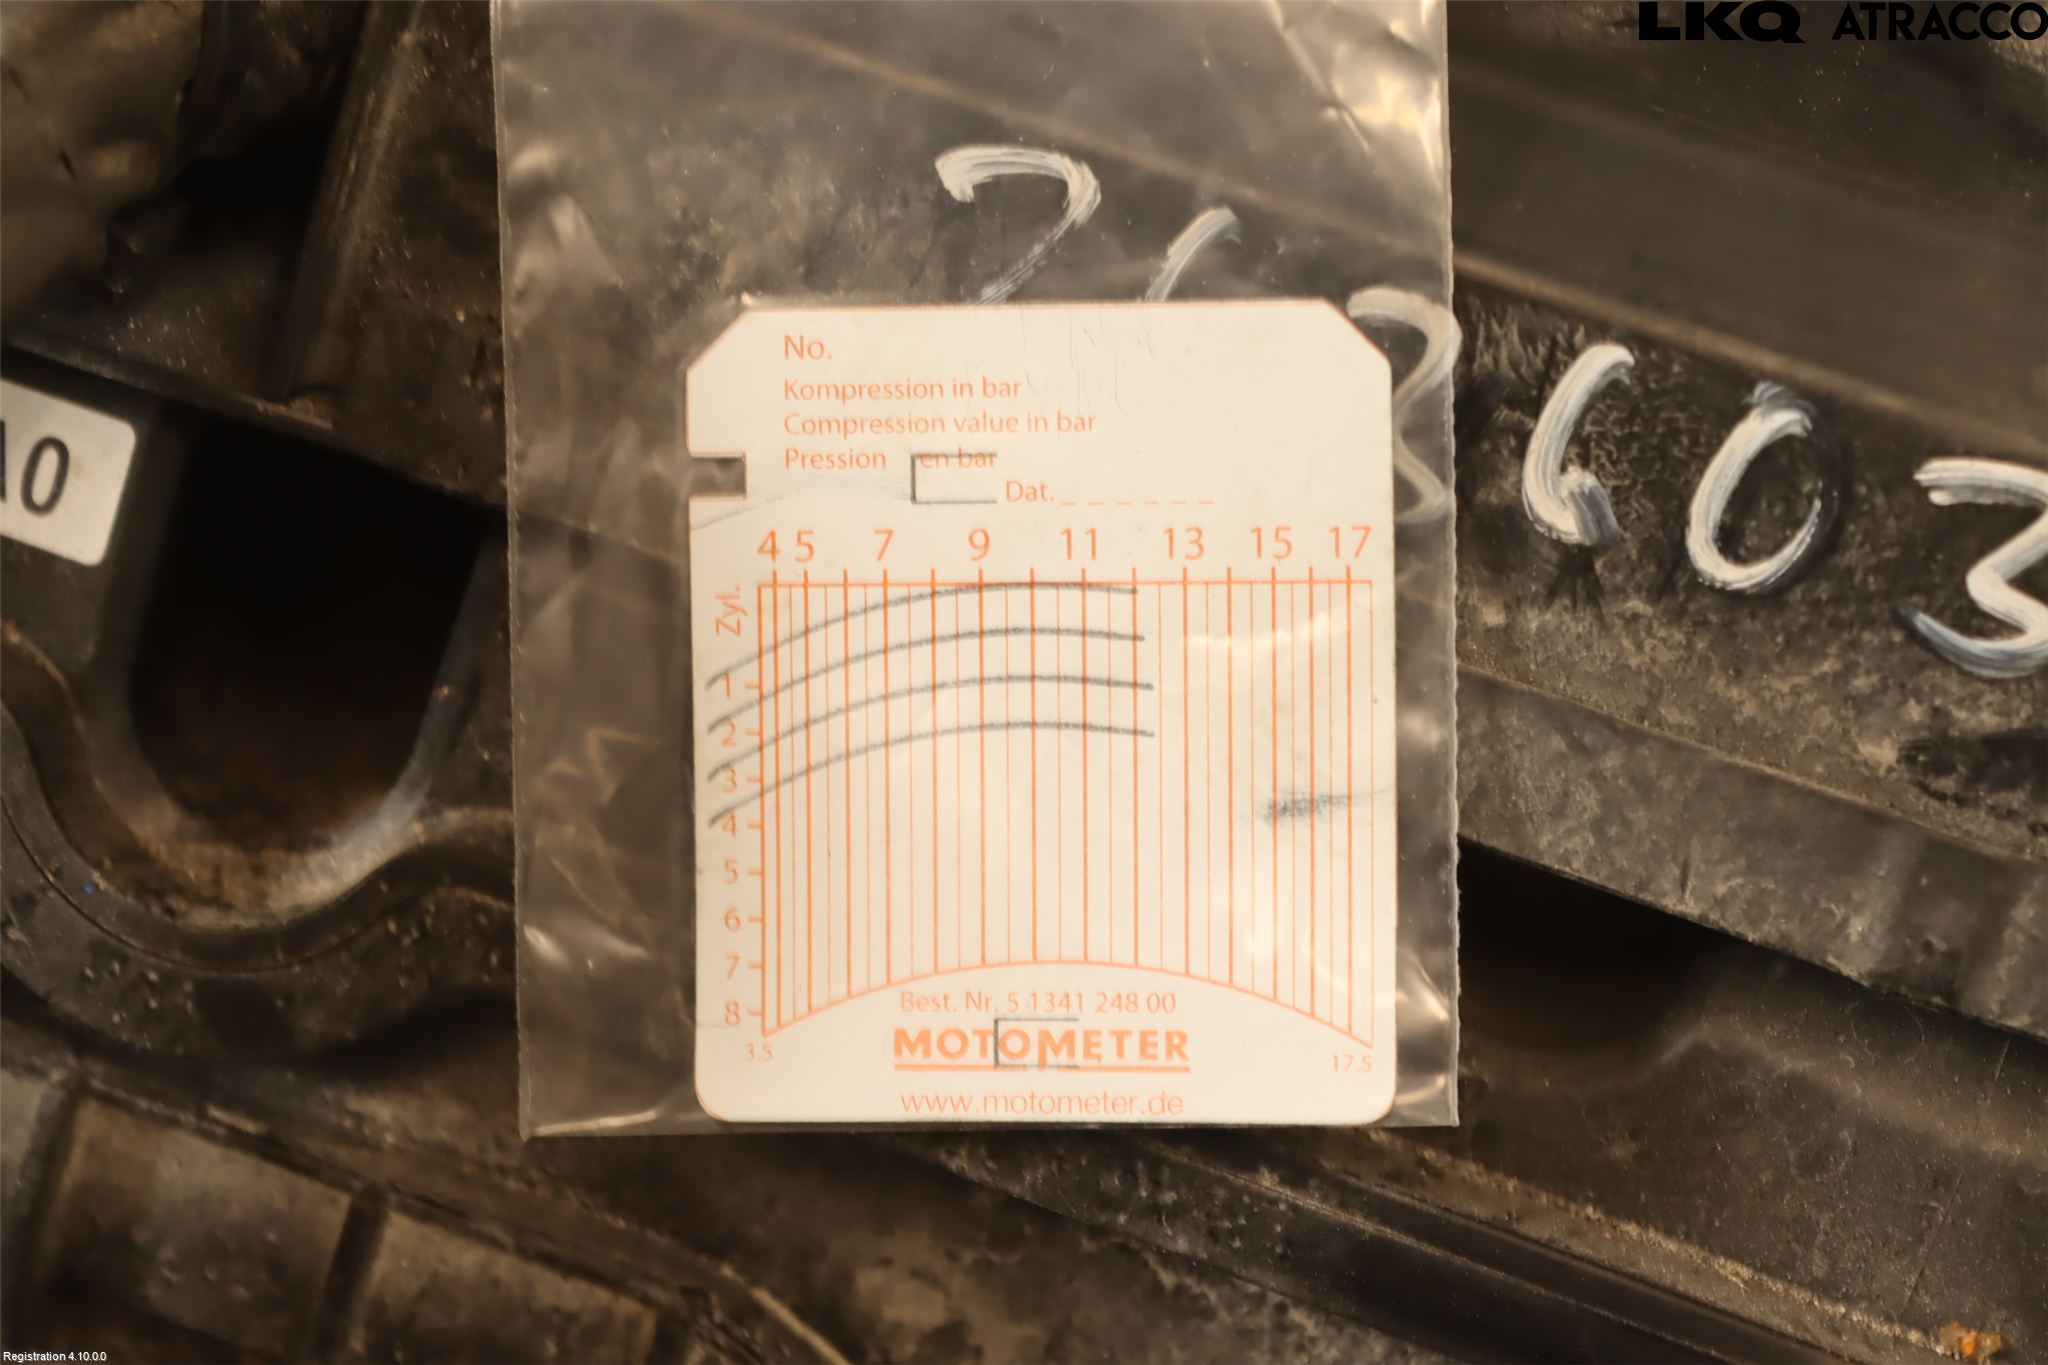 LKQ ATRACCO
No.
Kompression in bar
Compression value in bar
Pression en bar
Dat. _ _ _ _ _ _
4 5 7 9 11 13 15 17
Zyl.
1
2
3
4
5
6
7
8
3.5
17.5
Best. Nr. 5 1341 248 00
MOTOMETER
www.motometer.de
603
Registration 4.10.0.0